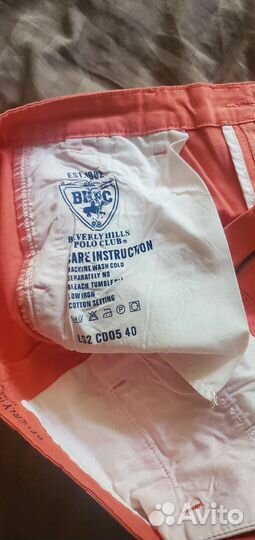 EST. 1982
BHPC
BEVERLY HILLS
POLO CLUB®
CARE INSTRUCTION
MACHINE WASH COLD
SEPARATELY NO
BLEACH TUMBLE
LOW IRON
COTTON SETTING
LS2 C005 40
Avito